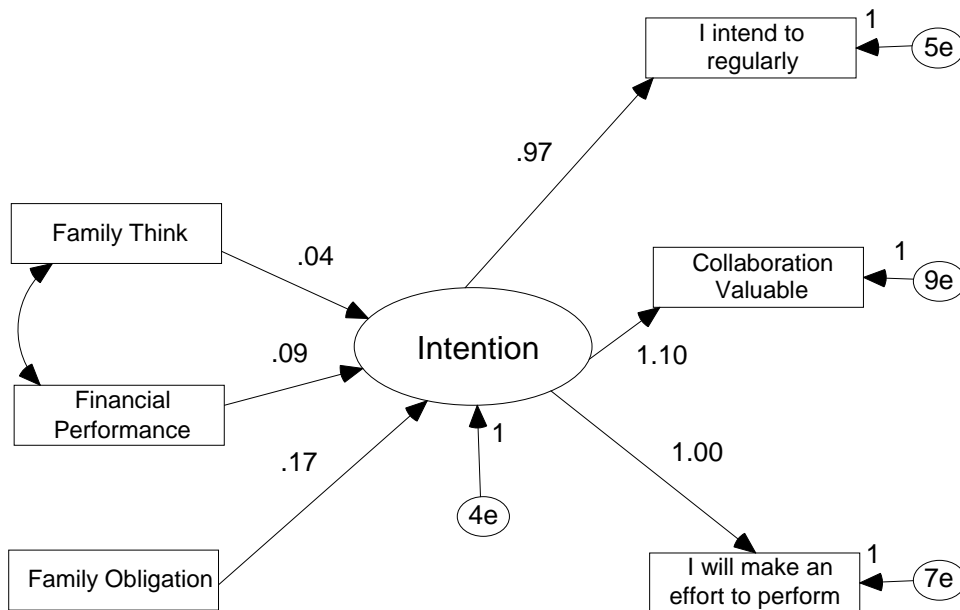 I intend to
regularly
1
5e
.97
Family Think
.04
Collaboration
Valuable
1
9e
Intention
1.10
.09
Financial
Performance
.17
1
4e
1.00
Family Obligation
I will make an
effort to perform
1
7e